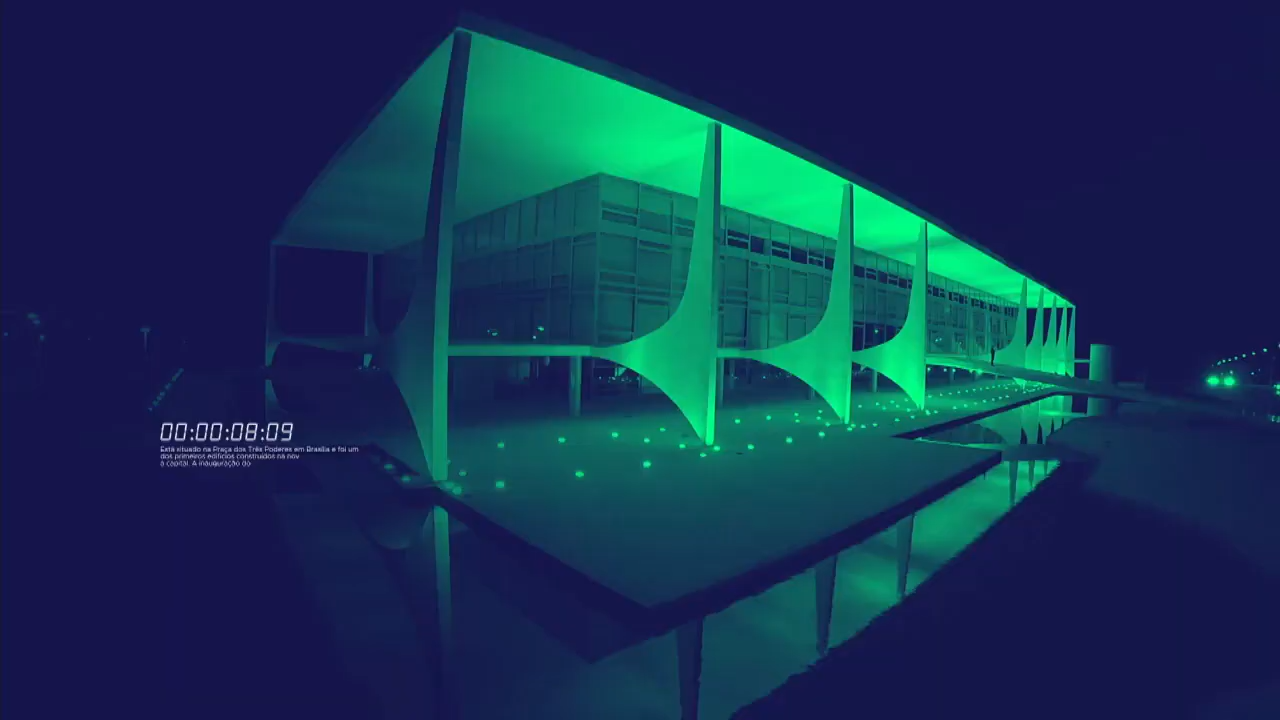 00:00:08:09
Está situado na Praça dos Três Poderes em Brasília e foi um
dos primeiros edifícios construídos na nov
a capital. A inauguração do